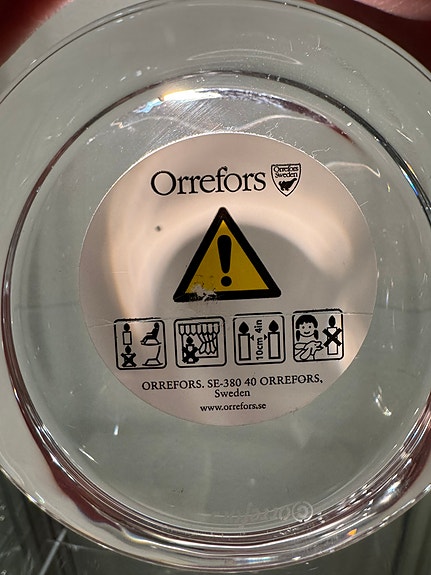 Orrefors
Orrefors
Sweden
10cm 4in
ORREFORS. SE-380 40 ORREFORS,
Sweden
www.orrefors.se